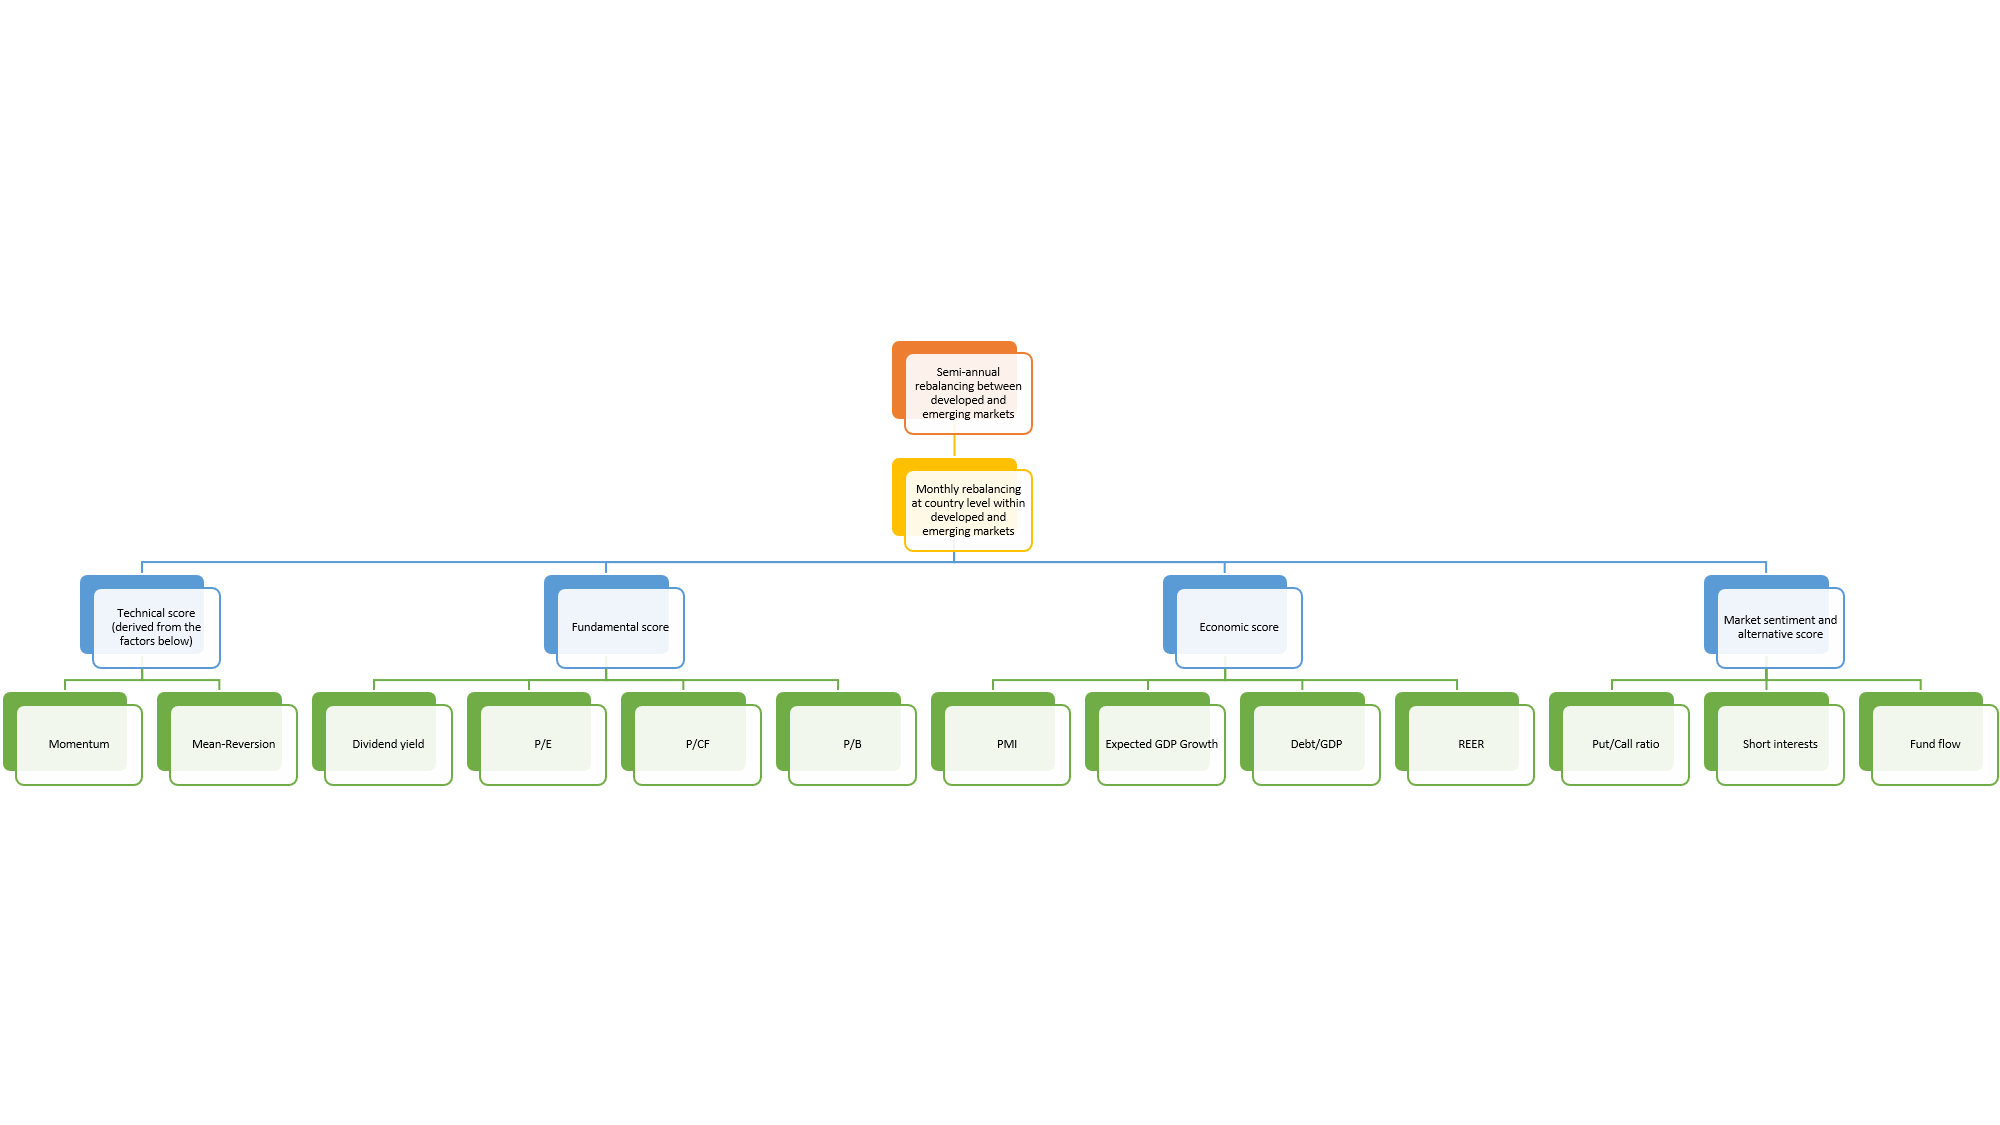 Semi-annual
rebalancing between
developed and
emerging markets
Monthly rebalancing
at country level within
developed and
emerging markets
Technical score
(derived from the
factors below)
Fundamental score
Economic score
Market sentiment and
alternative score
Momentum
Mean-Reversion
Dividend yield
P/E
P/CF
P/B
PMI
Expected GDP Growth
Debt/GDP
REER
Put/Call ratio
Short interests
Fund flow